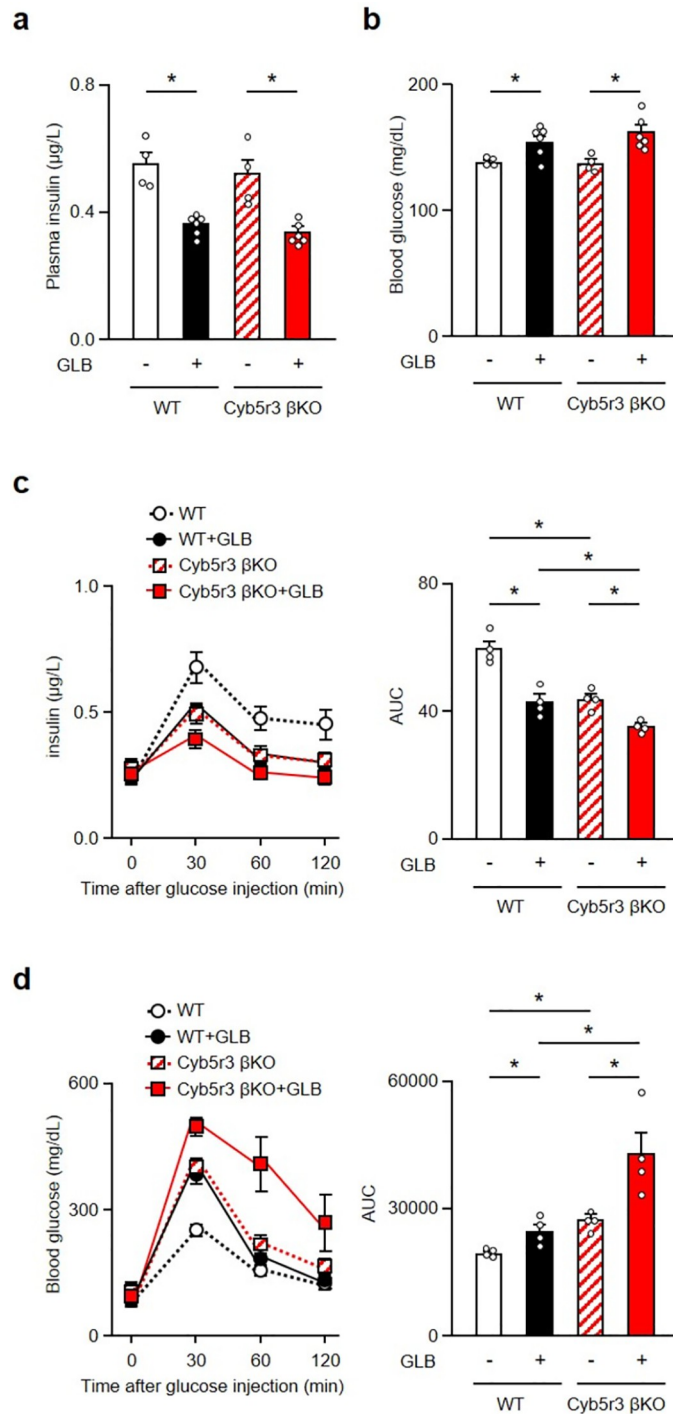 a
Plasma insulin (µg/L)
0.8
0.4
0.0
*
*
GLB
-
+
-
+
WT
Cyb5r3 βKO
b
Blood glucose (mg/dL)
200
100
0
*
*
GLB
-
+
-
+
WT
Cyb5r3 βKO
c
WT
WT+GLB
Cyb5r3 βKO
Cyb5r3 βKO+GLB
insulin (µg/L)
1.0
0.5
0.0
0 30 60 120
Time after glucose injection (min)
AUC
80
40
0
*
*
*
*
GLB
-
+
-
+
WT
Cyb5r3 βKO
d
WT
WT+GLB
Cyb5r3 βKO
Cyb5r3 βKO+GLB
Blood glucose (mg/dL)
600
300
0
0 30 60 120
Time after glucose injection (min)
AUC
60000
30000
0
*
*
*
*
GLB
-
+
-
+
WT
Cyb5r3 βKO